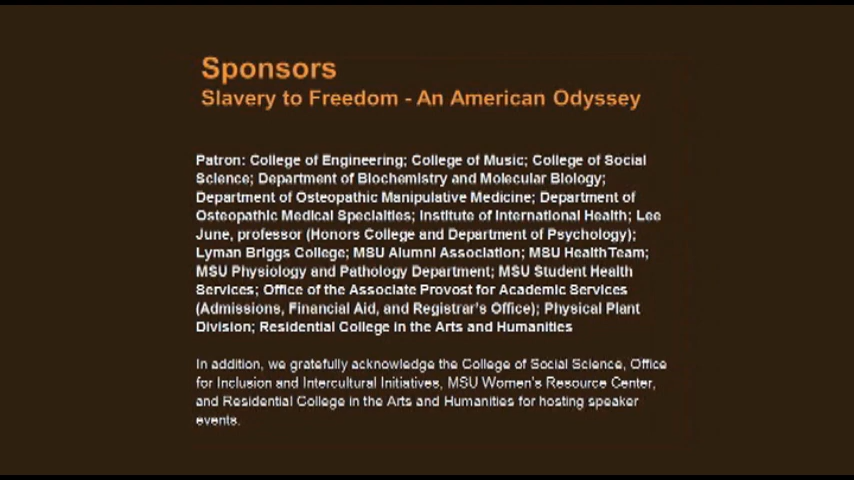 Sponsors
Slavery to Freedom - An American Odyssey
Patron: College of Engineering; College of Music; College of Social
Science; Department of Biochemistry and Molecular Biology;
Department of Osteopathic Manipulative Medicine; Department of
Osteopathic Medical Specialties; Institute of International Health; Lee
June, professor (Honors College and Department of Psychology);
Lyman Briggs College; MSU Alumni Association; MSU HealthTeam;
MSU Physiology and Pathology Department; MSU Student Health
Services; Office of the Associate Provost for Academic Services
(Admissions, Financial Aid, and Registrar's Office); Physical Plant
Division; Residential College in the Arts and Humanities
In addition, we gratefully acknowledge the College of Social Science, Office
for Inclusion and Intercultural Initiatives, MSU Women's Resource Center,
and Residential College in the Arts and Humanities for hosting speaker
events.